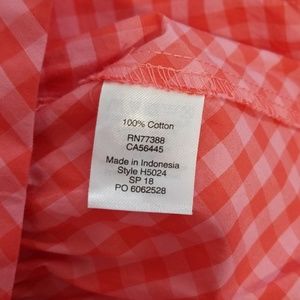 100% Cotton
RN77388
CA56445
Made in Indonesia
Style H5024
SP 18
PO 6062528